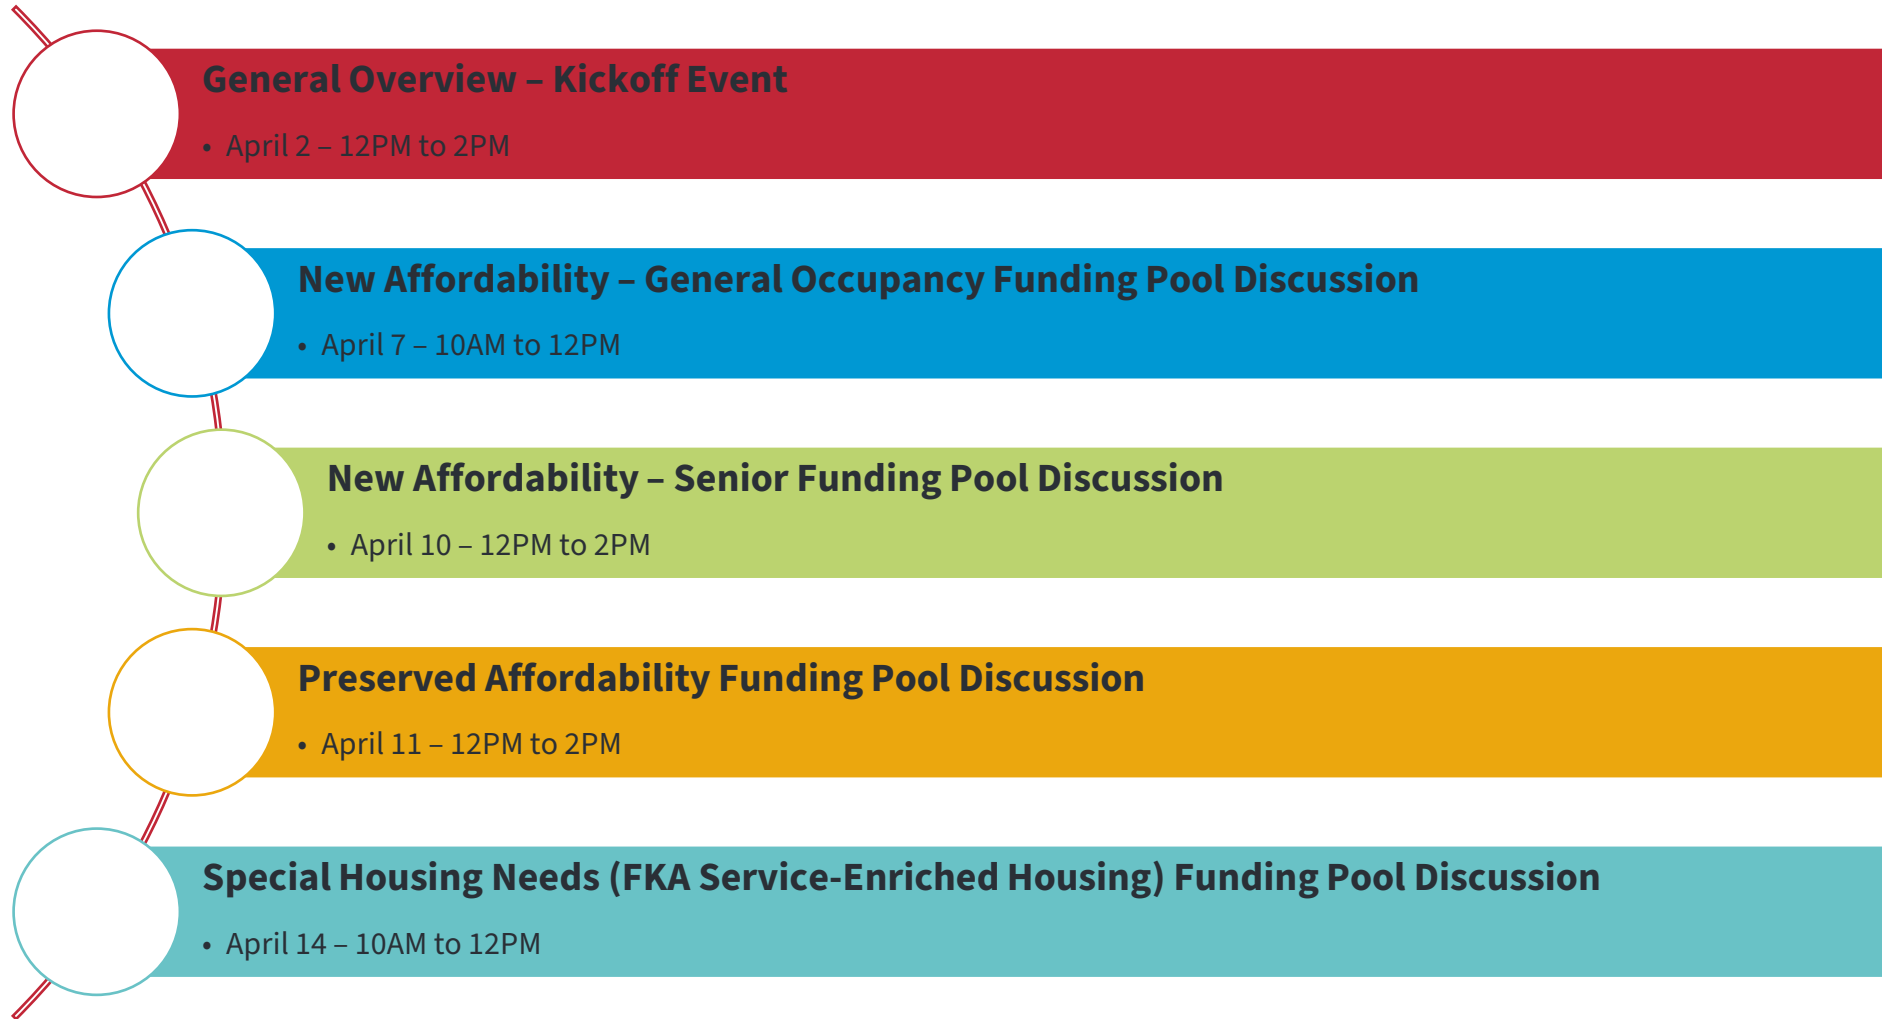 General Overview – Kickoff Event
• April 2 – 12PM to 2PM
New Affordability – General Occupancy Funding Pool Discussion
• April 7 – 10AM to 12PM
New Affordability – Senior Funding Pool Discussion
• April 10 – 12PM to 2PM
Preserved Affordability Funding Pool Discussion
• April 11 – 12PM to 2PM
Special Housing Needs (FKA Service-Enriched Housing) Funding Pool Discussion
• April 14 – 10AM to 12PM